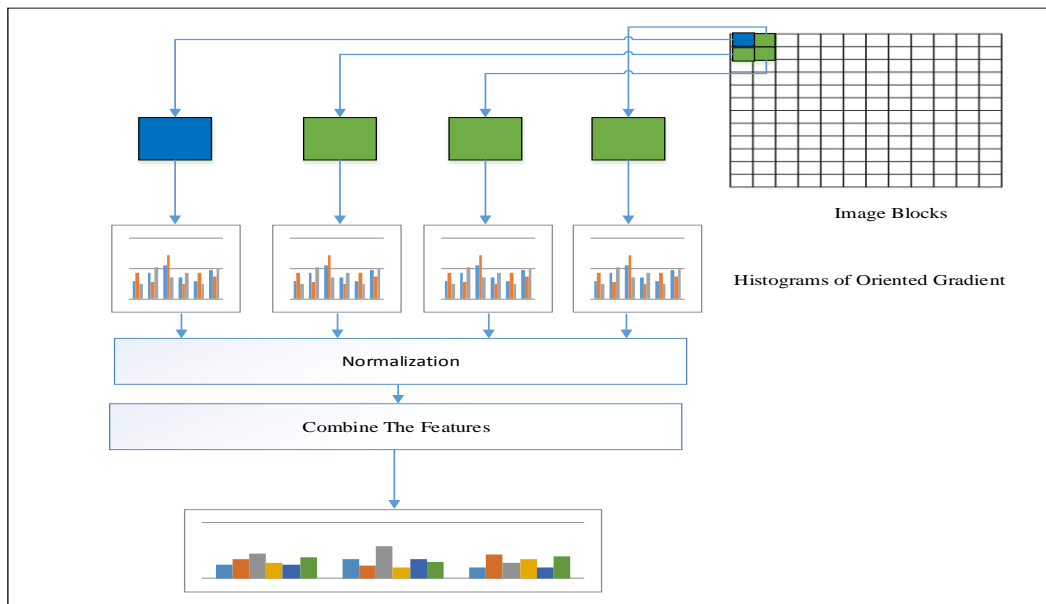 Image Blocks
Histograms of Oriented Gradient
Normalization
Combine The Features